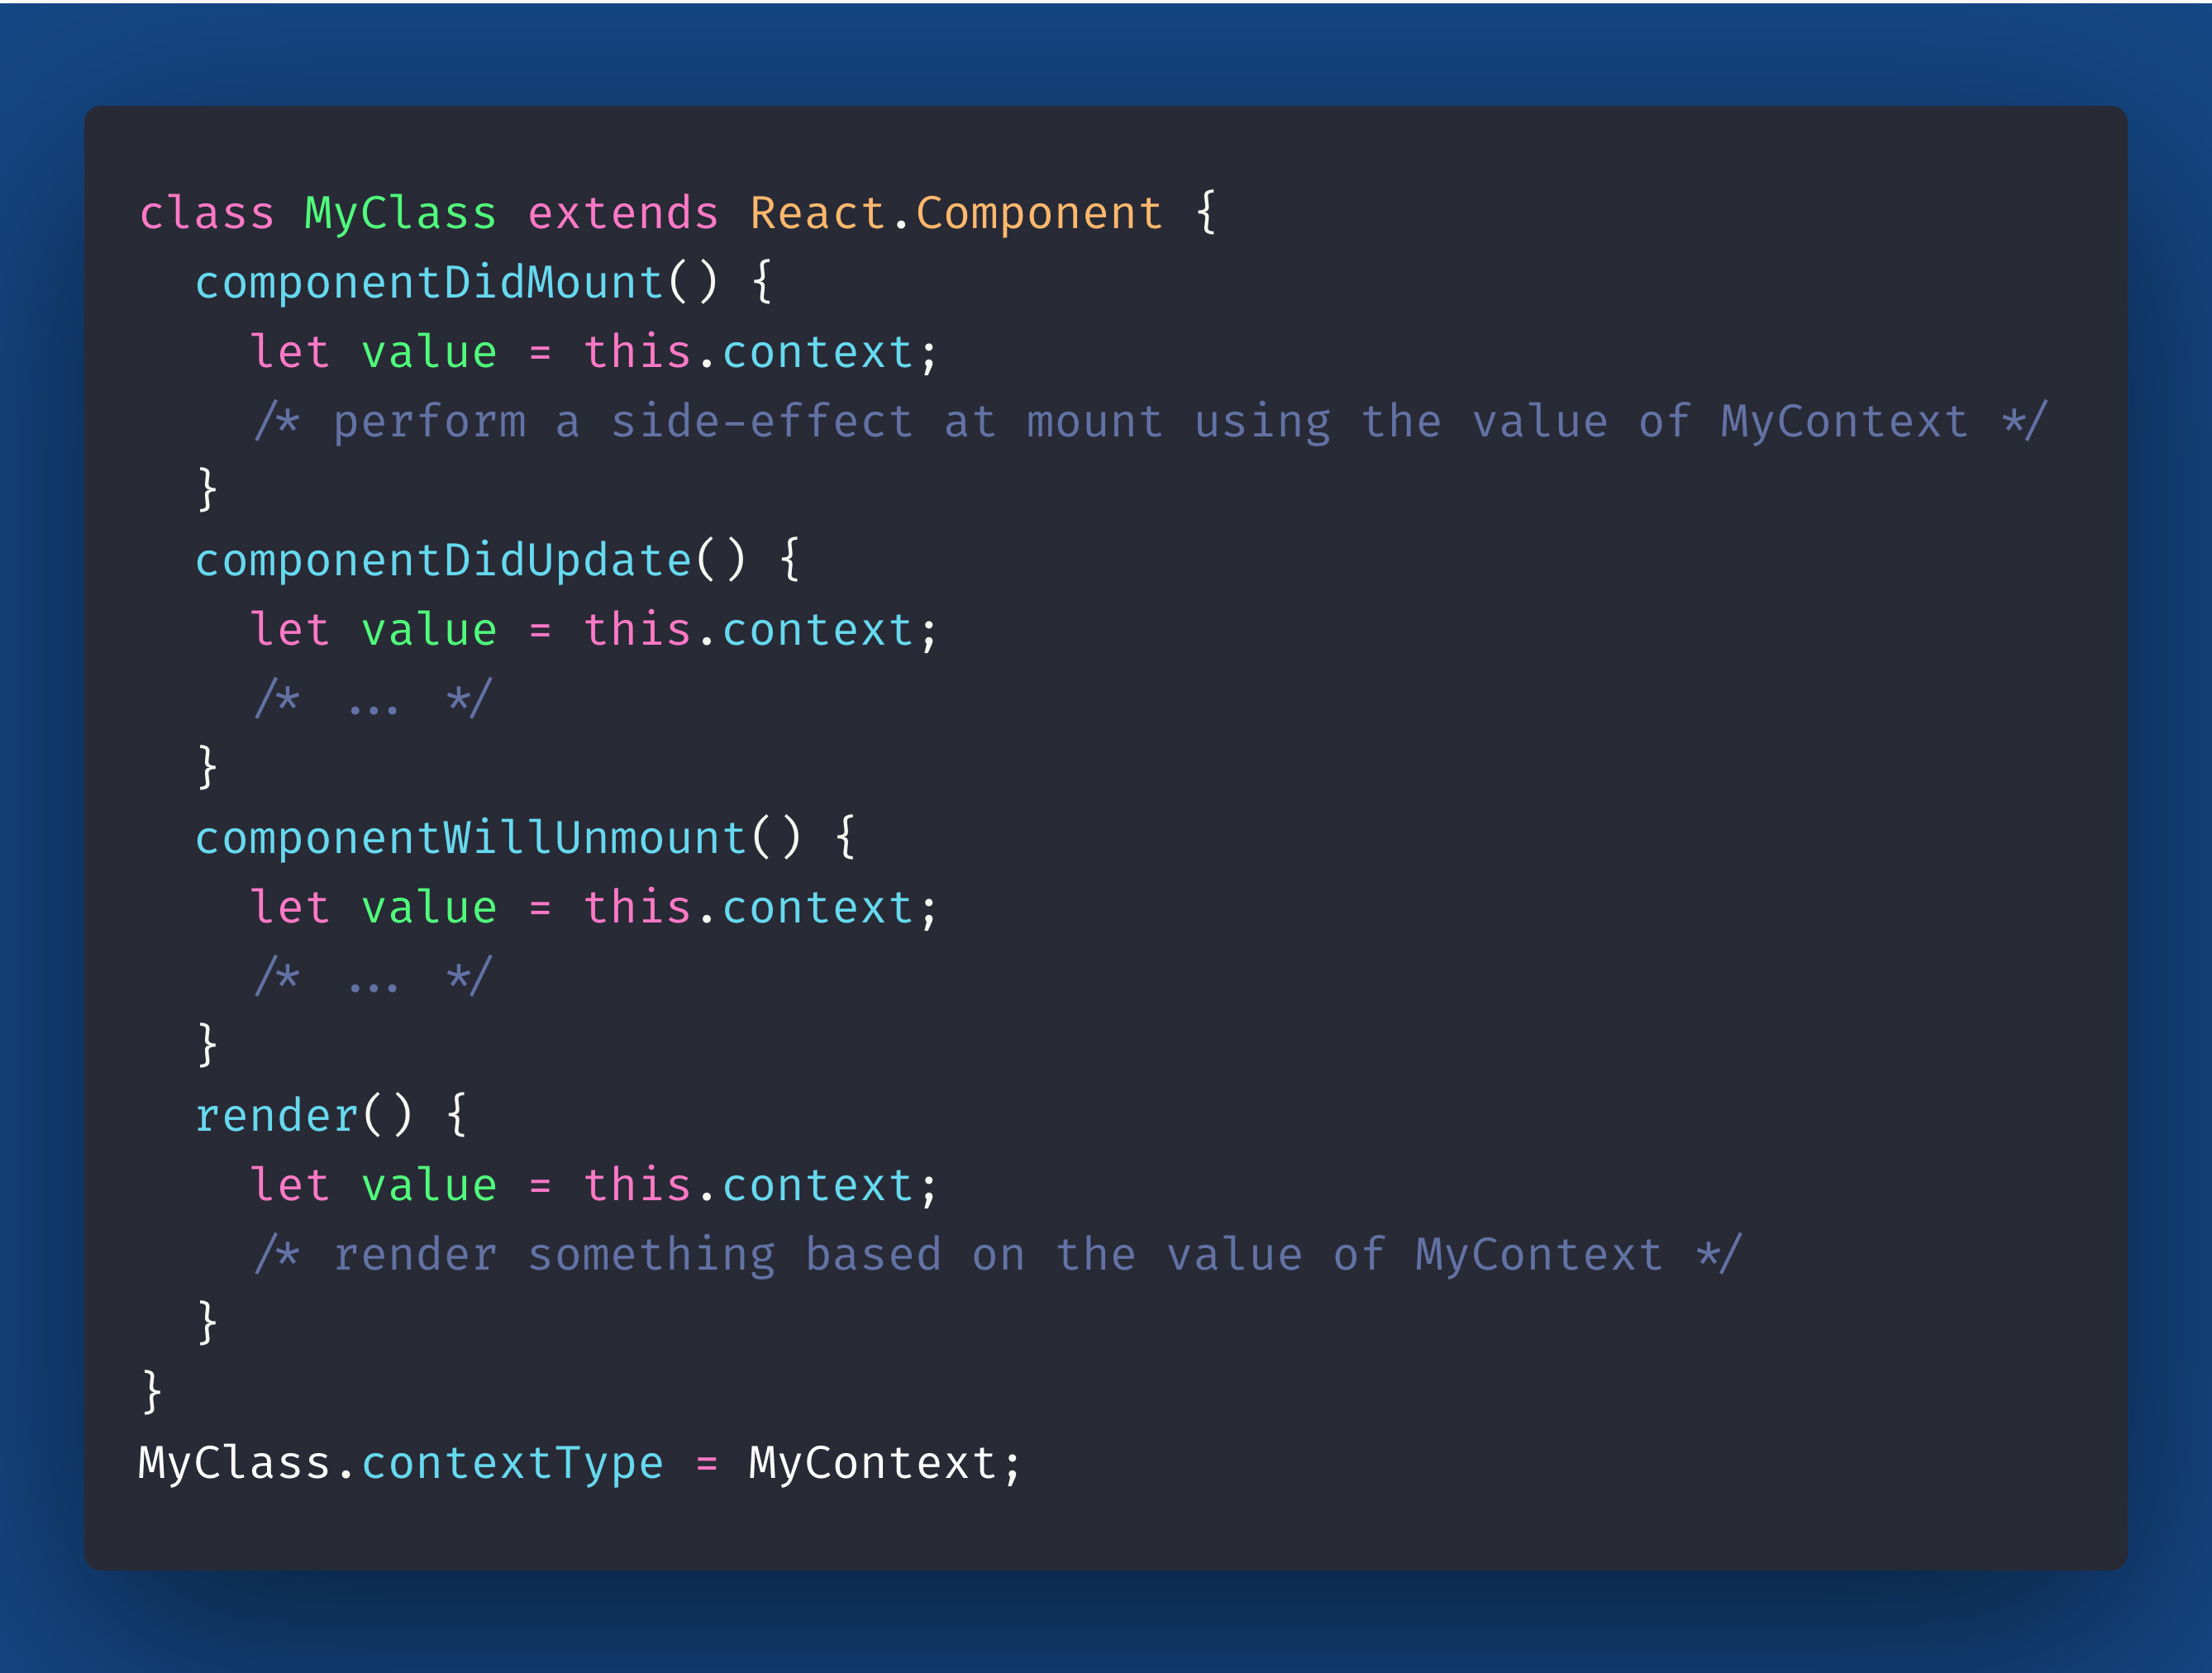 class MyClass extends React.Component {
  componentDidMount() {
    let value = this.context;
    /* perform a side-effect at mount using the value of MyContext */
  }
  componentDidUpdate() {
    let value = this.context;
    /* ... */
  }
  componentWillUnmount() {
    let value = this.context;
    /* ... */
  }
  render() {
    let value = this.context;
    /* render something based on the value of MyContext */
  }
}
MyClass.contextType = MyContext;